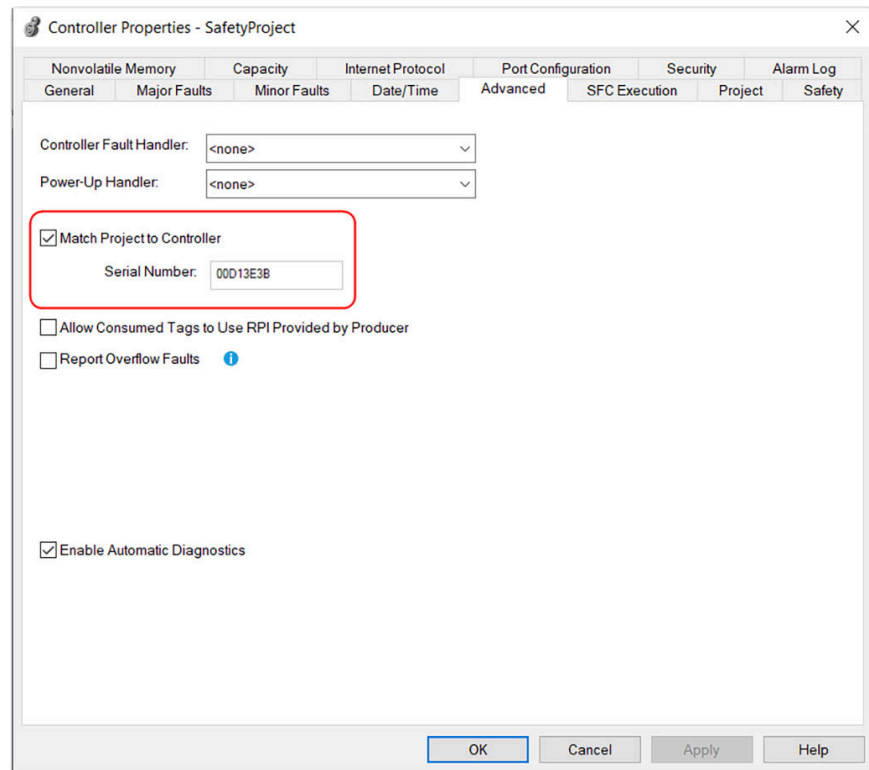 Controller Properties - SafetyProject
Nonvolatile Memory Capacity Internet Protocol Port Configuration Security Alarm Log
General Major Faults Minor Faults Date/Time Advanced SFC Execution Project Safety
Controller Fault Handler: <none>
Power-Up Handler: <none>
Match Project to Controller
Serial Number: 00D13E3B
Allow Consumed Tags to Use RPI Provided by Producer
Report Overflow Faults
Enable Automatic Diagnostics
OK Cancel Apply Help